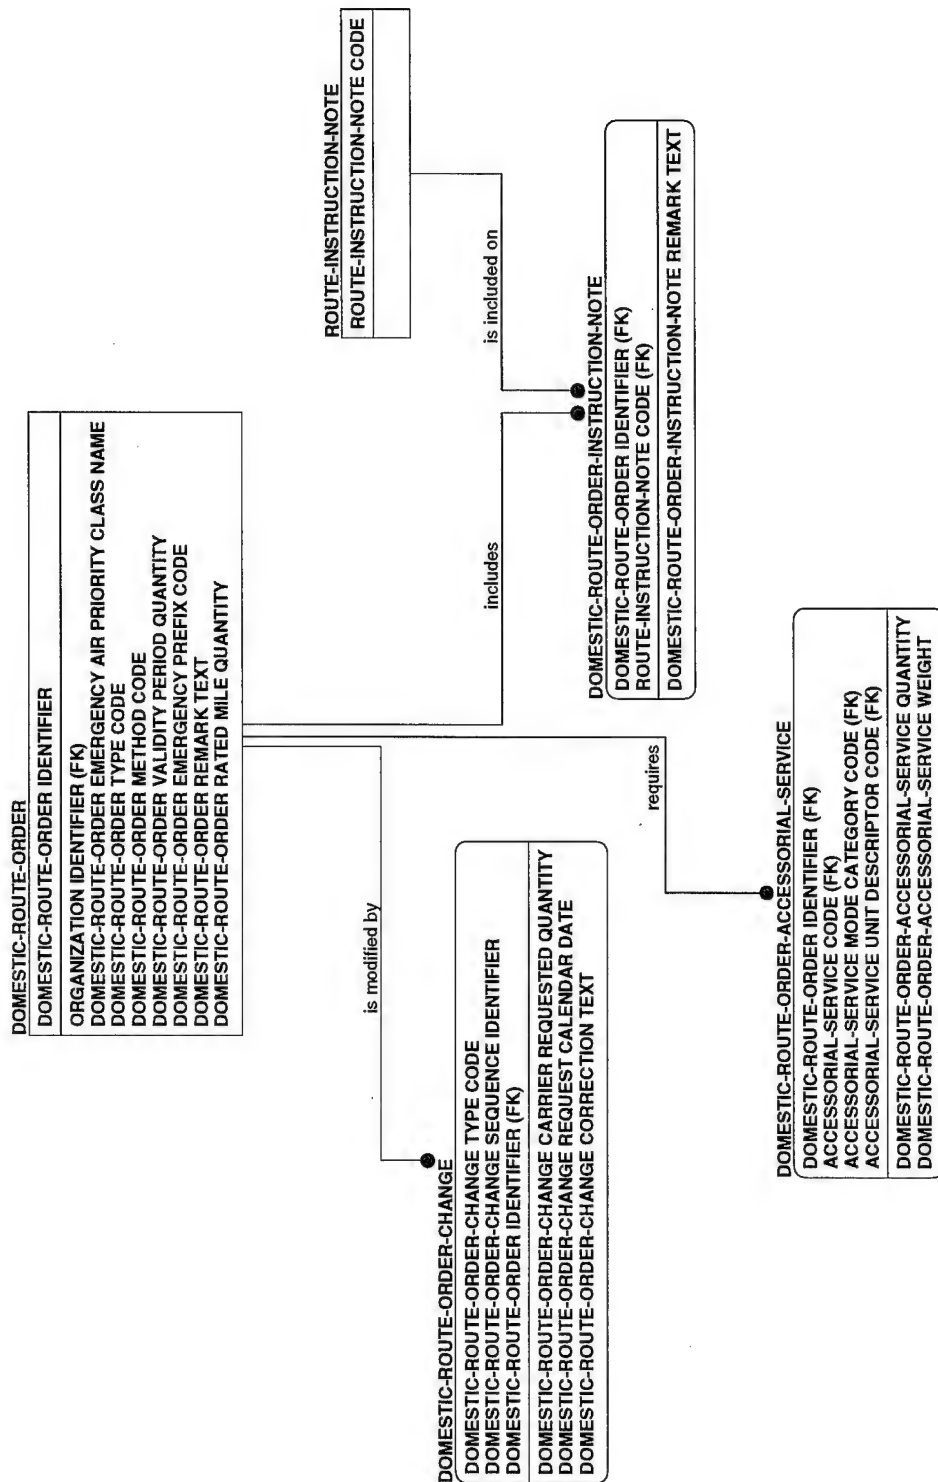 DOMESTIC-ROUTE-ORDER
DOMESTIC-ROUTE-ORDER IDENTIFIER
ORGANIZATION IDENTIFIER (FK)
DOMESTIC-ROUTE-ORDER EMERGENCY AIR PRIORITY CLASS NAME
DOMESTIC-ROUTE-ORDER TYPE CODE
DOMESTIC-ROUTE-ORDER METHOD CODE
DOMESTIC-ROUTE-ORDER VALIDITY PERIOD QUANTITY
DOMESTIC-ROUTE-ORDER EMERGENCY PREFIX CODE
DOMESTIC-ROUTE-ORDER REMARK TEXT
DOMESTIC-ROUTE-ORDER RATED MILE QUANTITY
ROUTE-INSTRUCTION-NOTE
ROUTE-INSTRUCTION-NOTE CODE
is modified by
includes
is included on
requires
DOMESTIC-ROUTE-ORDER-CHANGE
DOMESTIC-ROUTE-ORDER-CHANGE TYPE CODE
DOMESTIC-ROUTE-ORDER-CHANGE SEQUENCE IDENTIFIER
DOMESTIC-ROUTE-ORDER IDENTIFIER (FK)
DOMESTIC-ROUTE-ORDER-CHANGE CARRIER REQUESTED QUANTITY
DOMESTIC-ROUTE-ORDER-CHANGE REQUEST CALENDAR DATE
DOMESTIC-ROUTE-ORDER-CHANGE CORRECTION TEXT
DOMESTIC-ROUTE-ORDER-INSTRUCTION-NOTE
DOMESTIC-ROUTE-ORDER IDENTIFIER (FK)
ROUTE-INSTRUCTION-NOTE CODE (FK)
DOMESTIC-ROUTE-ORDER-INSTRUCTION-NOTE REMARK TEXT
DOMESTIC-ROUTE-ORDER-ACCESSORIAL-SERVICE
DOMESTIC-ROUTE-ORDER IDENTIFIER (FK)
ACCESSORIAL-SERVICE CODE (FK)
ACCESSORIAL-SERVICE MODE CATEGORY CODE (FK)
ACCESSORIAL-SERVICE UNIT DESCRIPTOR CODE (FK)
DOMESTIC-ROUTE-ORDER-ACCESSORIAL-SERVICE QUANTITY
DOMESTIC-ROUTE-ORDER-ACCESSORIAL-SERVICE WEIGHT